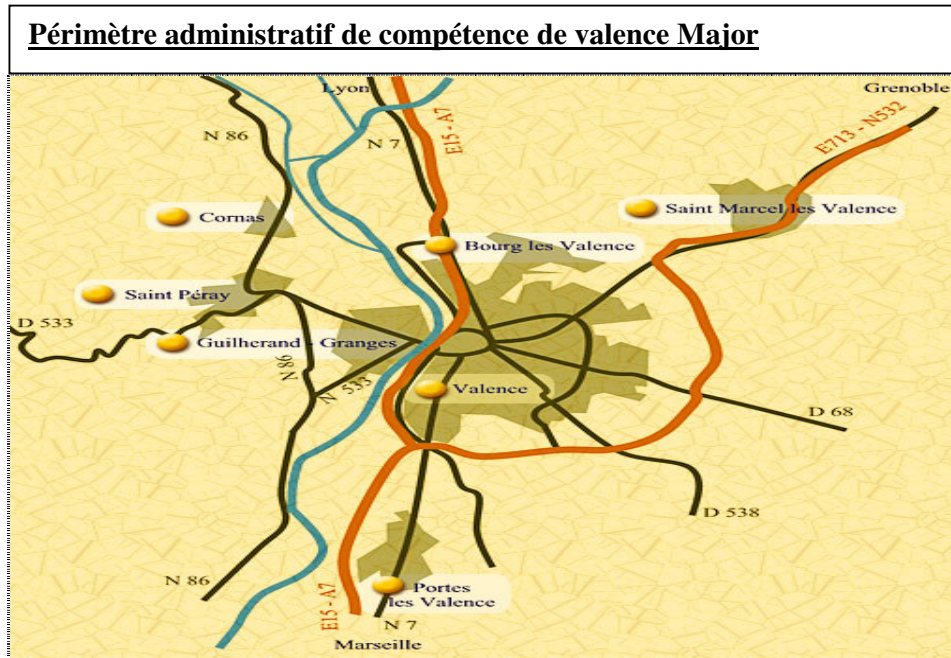 Périmètre administratif de compétence de valence Major
Lyon
Grenoble
N 86
N 7
E15 - A7
E713 - N532
Cornas
Saint Marcel les Valence
Bourg les Valence
Saint Péray
D 533
Guilherand - Granges
N 86
N 533
Valence
D 68
D 538
N 86
Portes
les Valence
E15 - A7
N 7
Marseille